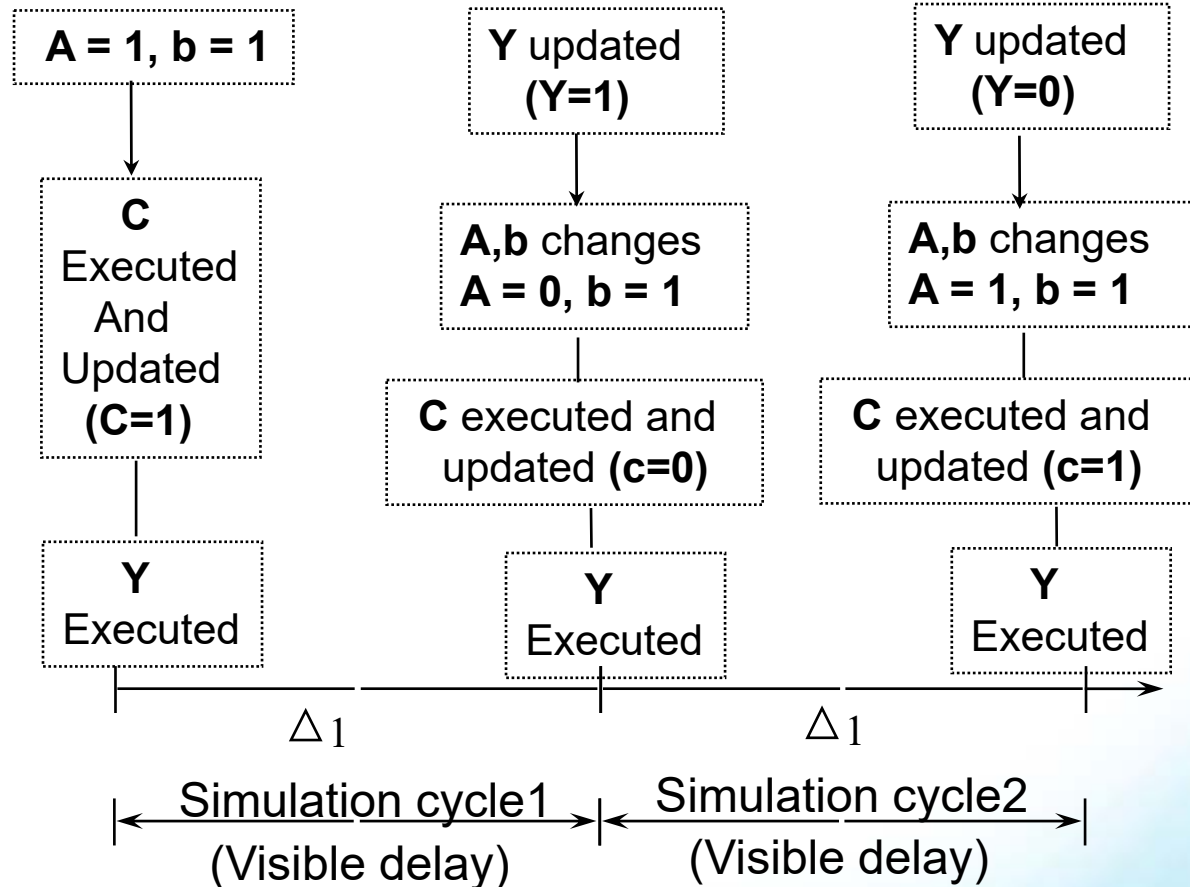 A = 1, b = 1
C
Executed
And
Updated
(C=1)
Y
Executed
Y updated
(Y=1)
A,b changes
A = 0, b = 1
C executed and
updated (c=0)
Y
Executed
Y updated
(Y=0)
A,b changes
A = 1, b = 1
C executed and
updated (c=1)
Y
Executed
△1
△1
Simulation cycle1
(Visible delay)
Simulation cycle2
(Visible delay)